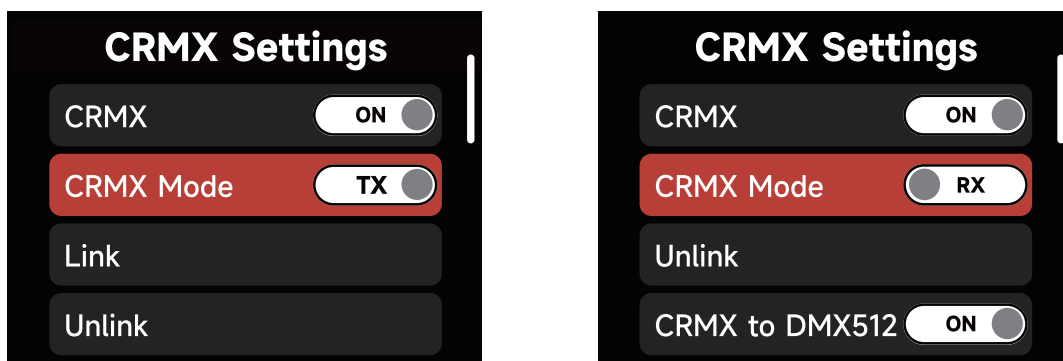 CRMX Settings
CRMX ON
CRMX Mode TX
Link
Unlink
CRMX Settings
CRMX ON
CRMX Mode RX
Unlink
CRMX to DMX512 ON